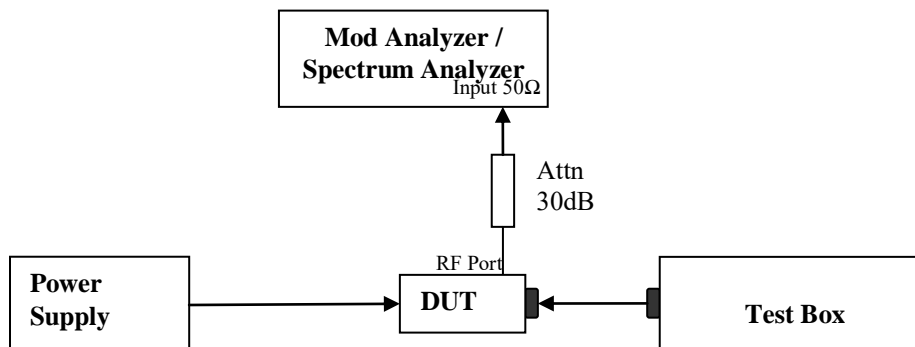 Mod Analyzer /
Spectrum Analyzer
Input 50Ω
Attn
30dB
RF Port
Power
Supply
DUT
Test Box